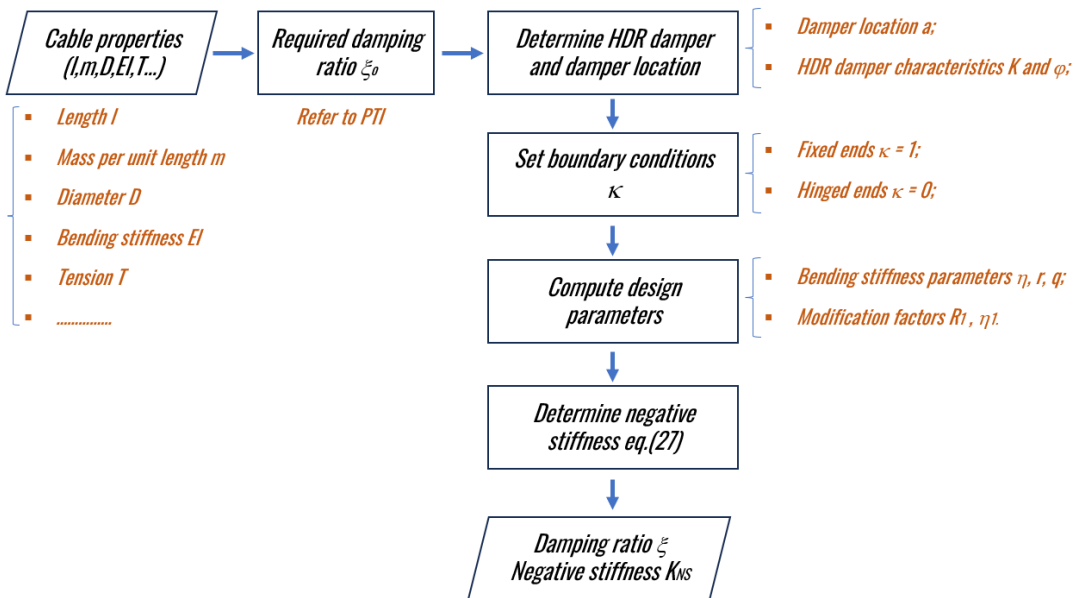 Cable properties
(l,m,D,EI,T...)
Required damping
ratio ξ₀
Determine HDR damper
and damper location
▪ Damper location a;
▪ HDR damper characteristics K and φ;
▪ Length l
▪ Mass per unit length m
▪ Diameter D
▪ Bending stiffness EI
▪ Tension T
▪ ...............
Refer to PTI
Set boundary conditions
κ
▪ Fixed ends κ = 1;
▪ Hinged ends κ = 0;
Compute design
parameters
▪ Bending stiffness parameters η, r, q;
▪ Modification factors R₁ , η₁.
Determine negative
stiffness eq.(27)
Damping ratio ξ
Negative stiffness K_NS